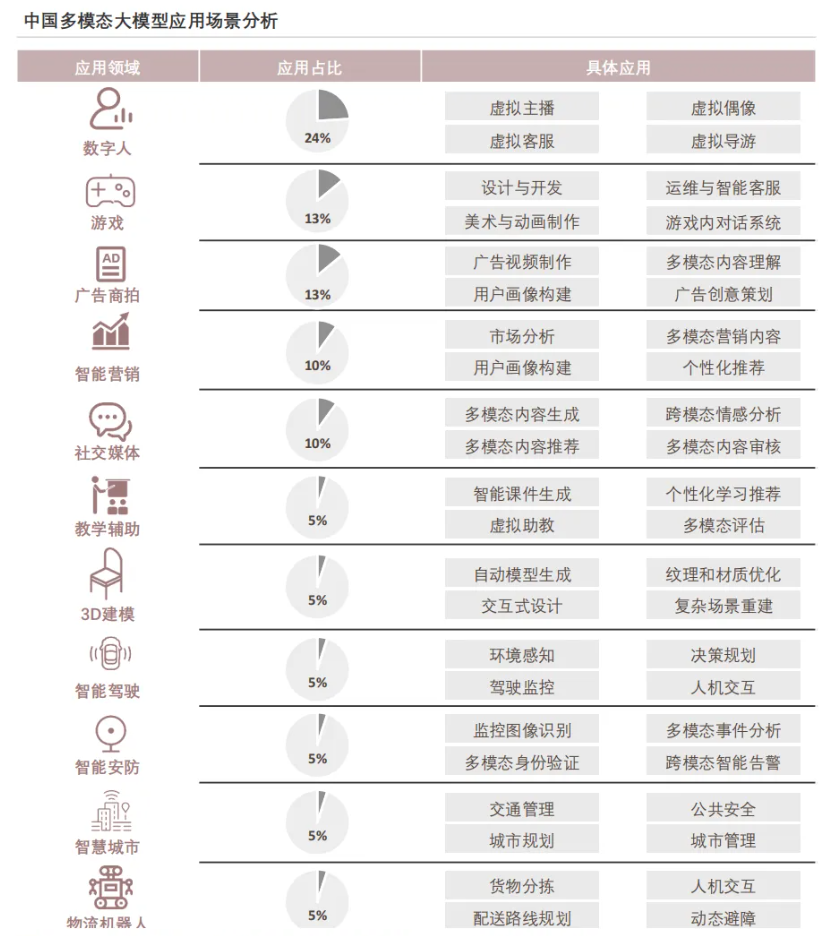 中国多模态大模型应用场景分析
应用领域 应用占比 具体应用
数字人 24% 虚拟主播 虚拟偶像
虚拟客服 虚拟导游
游戏 13% 设计与开发 运维与智能客服
美术与动画制作 游戏内对话系统
AD
广告商拍 13% 广告视频制作 多模态内容理解
用户画像构建 广告创意策划
智能营销 10% 市场分析 多模态营销内容
用户画像构建 个性化推荐
社交媒体 10% 多模态内容生成 跨模态情感分析
多模态内容推荐 多模态内容审核
教学辅助 5% 智能课件生成 个性化学习推荐
虚拟助教 多模态评估
3D建模 5% 自动模型生成 纹理和材质优化
交互式设计 复杂场景重建
智能驾驶 5% 环境感知 决策规划
驾驶监控 人机交互
智能安防 5% 监控图像识别 多模态事件分析
多模态身份验证 跨模态智能告警
智慧城市 5% 交通管理 公共安全
城市规划 城市管理
物流机器人 5% 货物分拣 人机交互
配送路线规划 动态避障